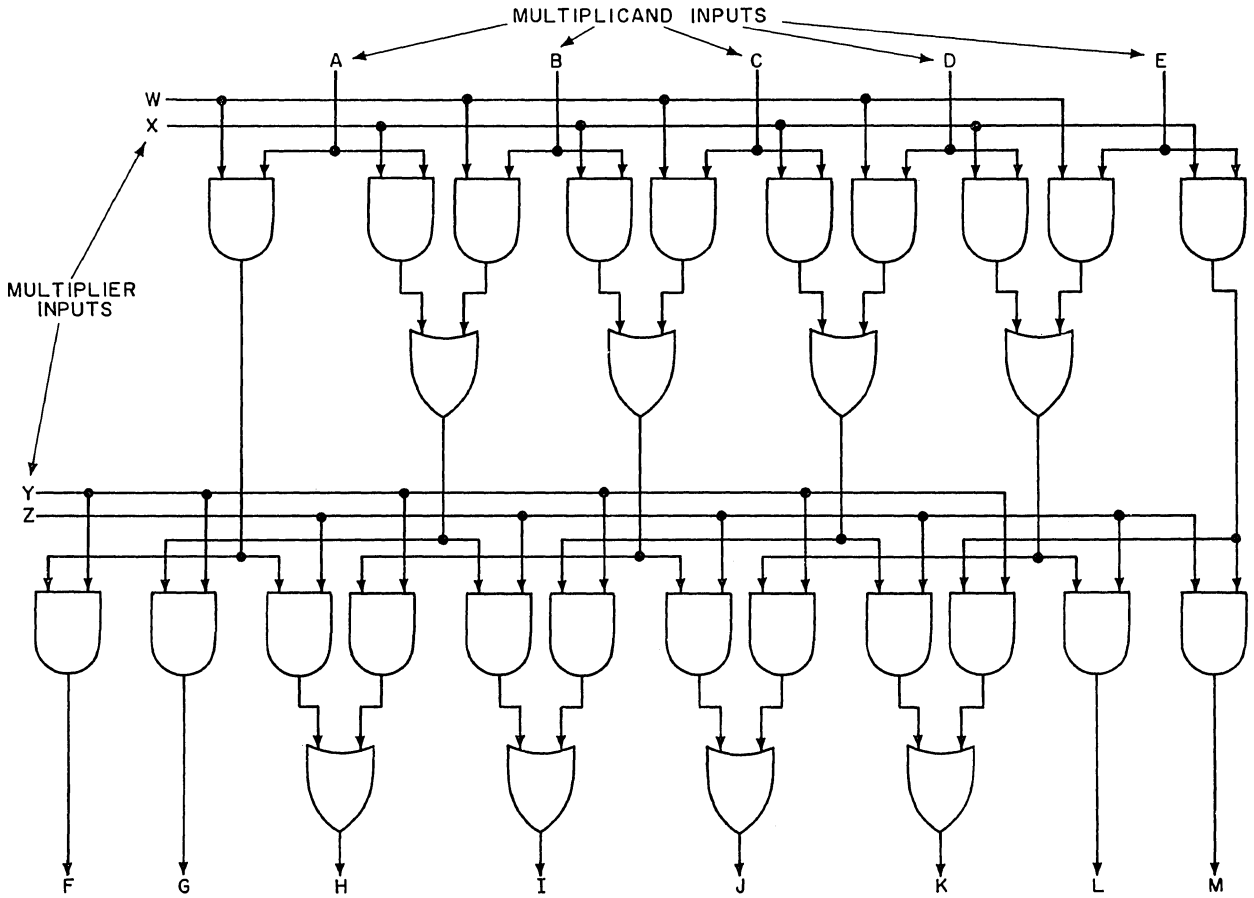 MULTIPLICAND INPUTS
A B C D E
W
X
MULTIPLIER
INPUTS
Y
Z
F G H I J K L M